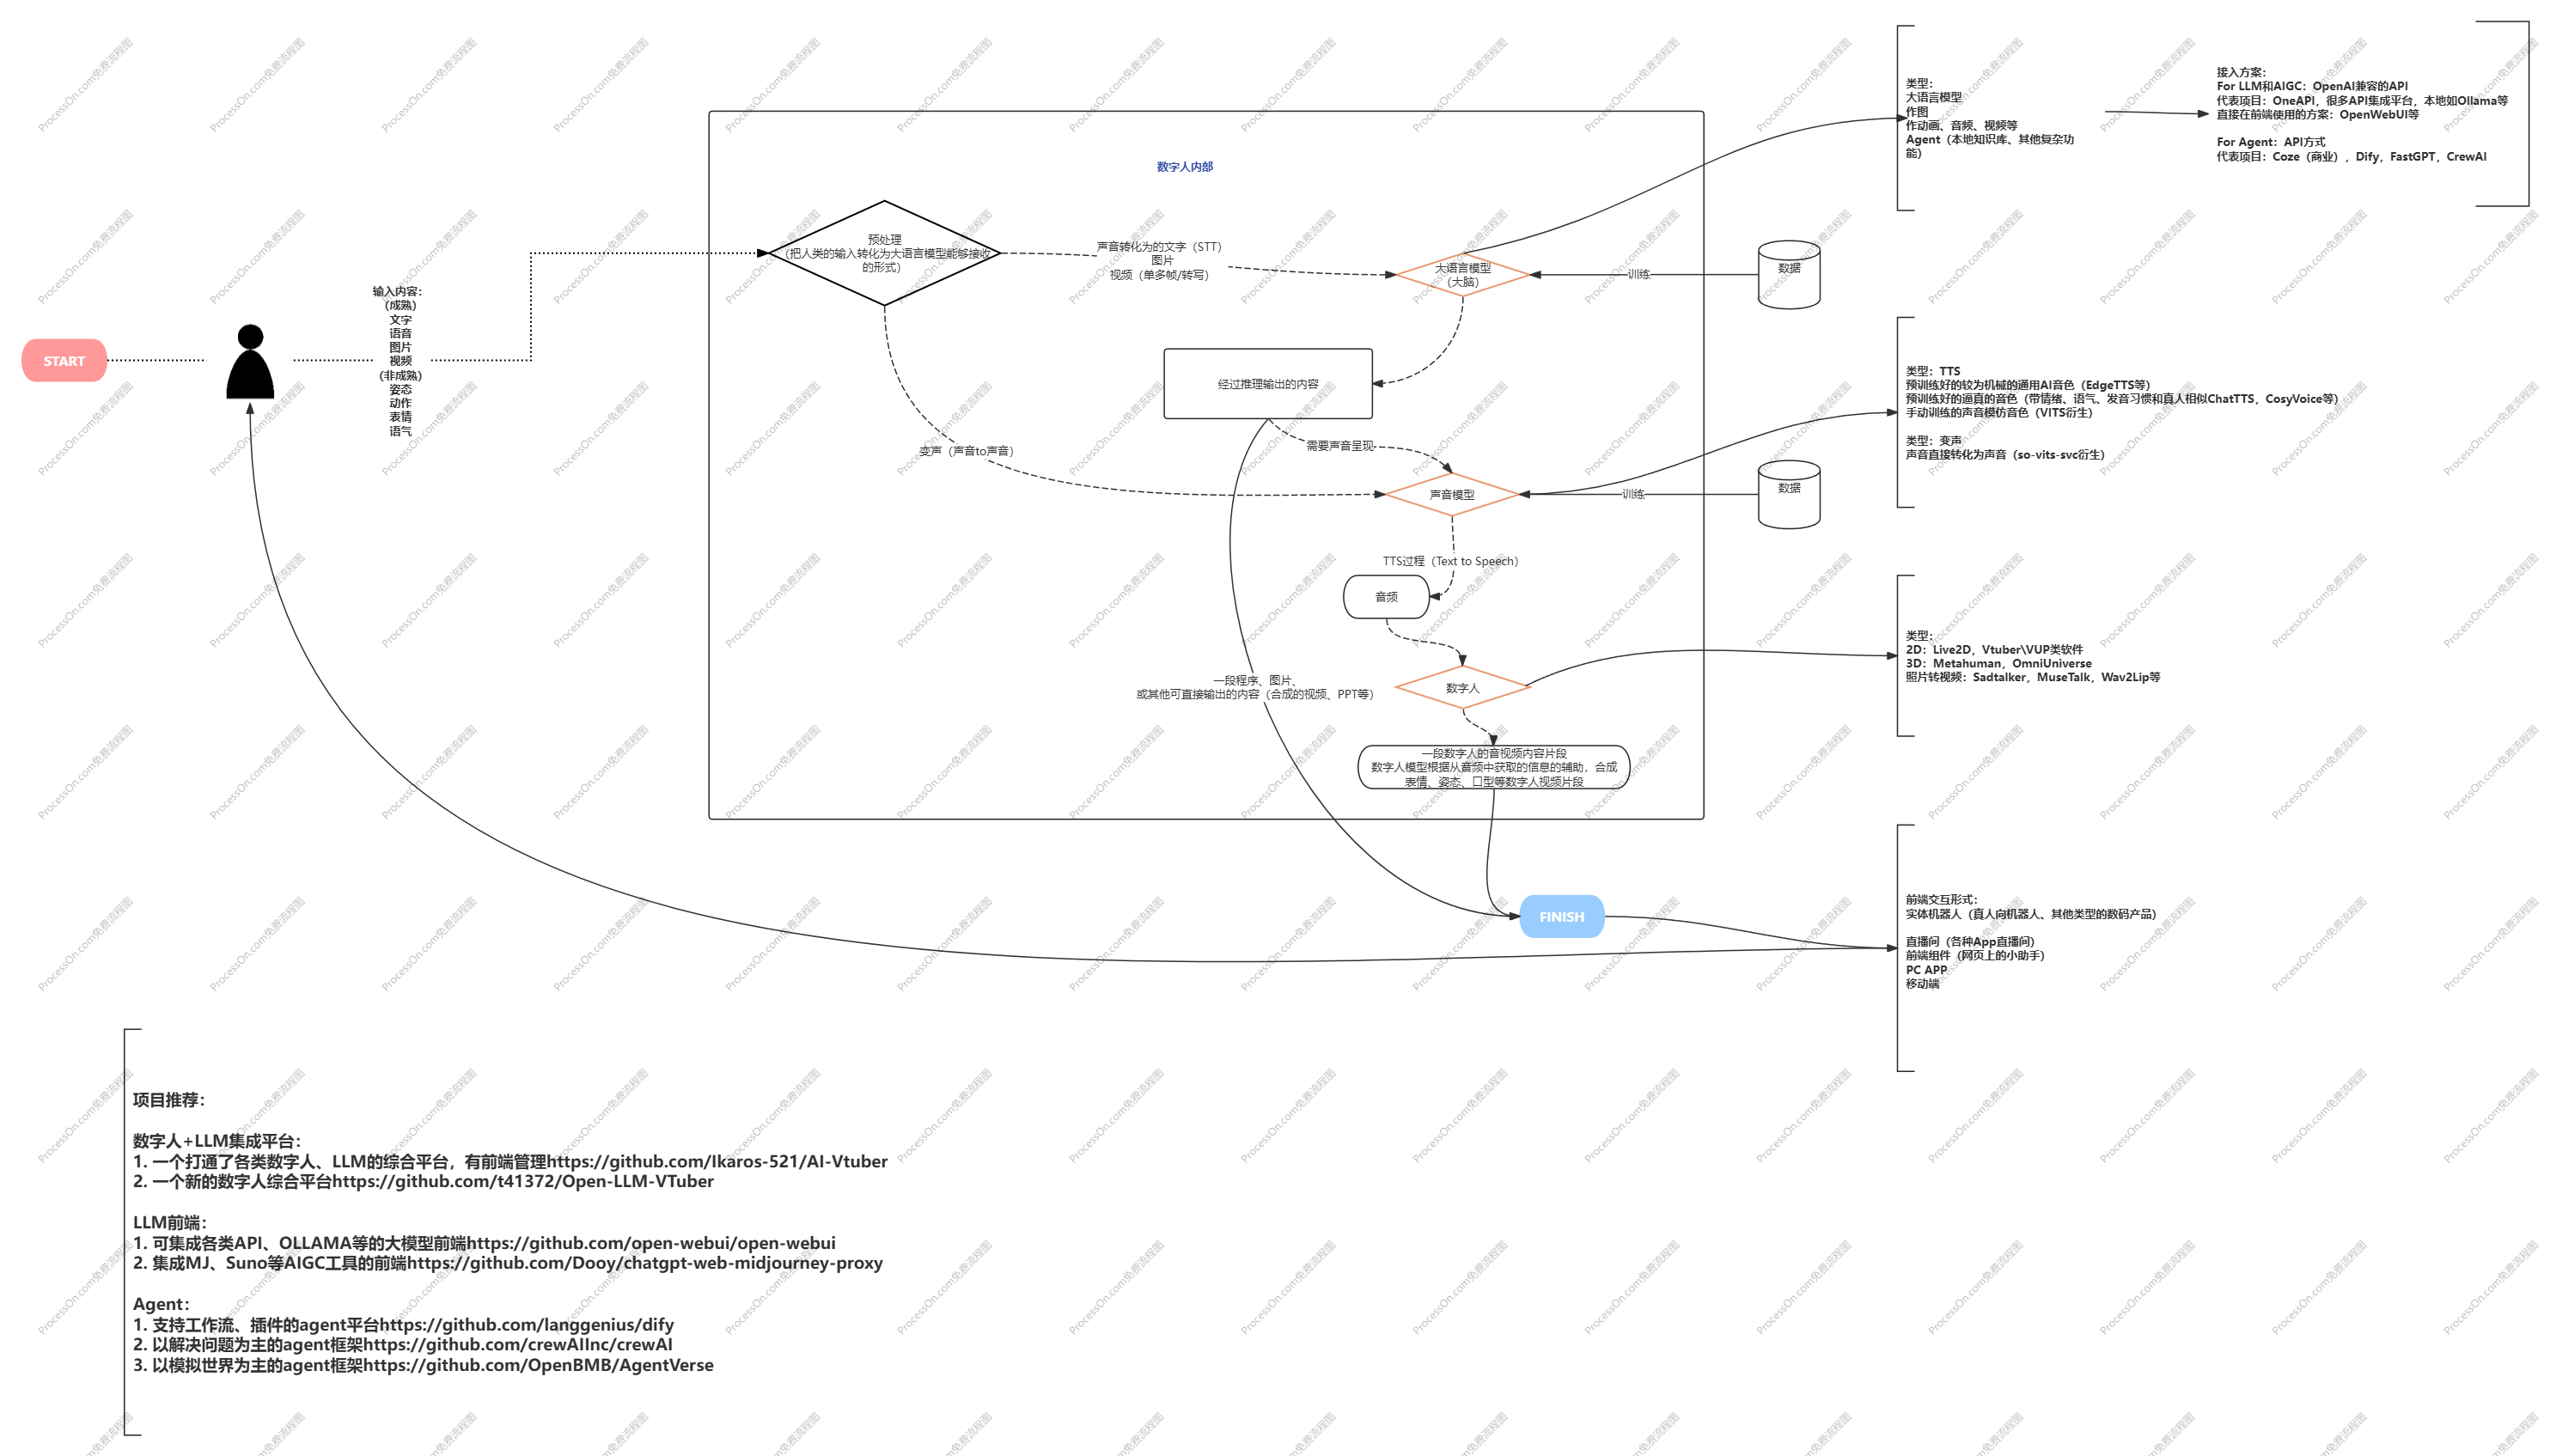 START
输入内容：
（成熟）
文字
语音
图片
视频
（非成熟）
姿态
动作
表情
语气
数字人内部
预处理
（把人类的输入转化为大语言模型能够接收
的形式）
声音转化为的文字（STT）
图片
视频（单多帧/转写）
大语言模型
（大脑）
训练
数据
经过推理输出的内容
变声（声音to声音）
需要声音呈现
声音模型
训练
数据
TTS过程（Text to Speech）
音频
一段程序、图片、
或其他可直接输出的内容（合成的视频、PPT等）
数字人
一段数字人的音视频内容片段
数字人模型根据从音频中获取的信息的辅助，合成
表情、姿态、口型等数字人视频片段
FINISH
类型：
大语言模型
作图
作动画、音频、视频等
Agent（本地知识库、其他复杂功
能）
接入方案：
For LLM和AIGC：OpenAI兼容的API
代表项目：OneAPI，很多API集成平台，本地如Ollama等
直接在前端使用的方案：OpenWebUI等
For Agent：API方式
代表项目：Coze（商业）, Dify，FastGPT，CrewAI
类型：TTS
预训练好的较为机械的通用AI音色（EdgeTTS等）
预训练好的逼真的音色（带情绪、语气、发音习惯和真人相似ChatTTS，CosyVoice等）
手动训练的声音模仿音色（VITS衍生）
类型：变声
声音直接转化为声音（so-vits-svc衍生）
类型：
2D：Live2D，Vtuber\VUP类软件
3D：Metahuman，OmniUniverse
照片转视频：Sadtalker，MuseTalk，Wav2Lip等
前端交互形式：
实体机器人（真人向机器人、其他类型的数码产品）
直播间（各种App直播间）
前端组件（网页上的小助手）
PC APP
移动端
项目推荐：
数字人+LLM集成平台：
1. 一个打通了各类数字人、LLM的综合平台，有前端管理https://github.com/Ikaros-521/AI-Vtuber
2. 一个新的数字人综合平台https://github.com/t41372/Open-LLM-VTuber
LLM前端：
1. 可集成各类API、OLLAMA等的大模型前端https://github.com/open-webui/open-webui
2. 集成MJ、Suno等AIGC工具的前端https://github.com/Dooy/chatgpt-web-midjourney-proxy
Agent：
1. 支持工作流、插件的agent平台https://github.com/langgenius/dify
2. 以解决问题为主的agent框架https://github.com/crewAIInc/crewAI
3. 以模拟世界为主的agent框架https://github.com/OpenBMB/AgentVerse
ProcessOn.com免费流程图